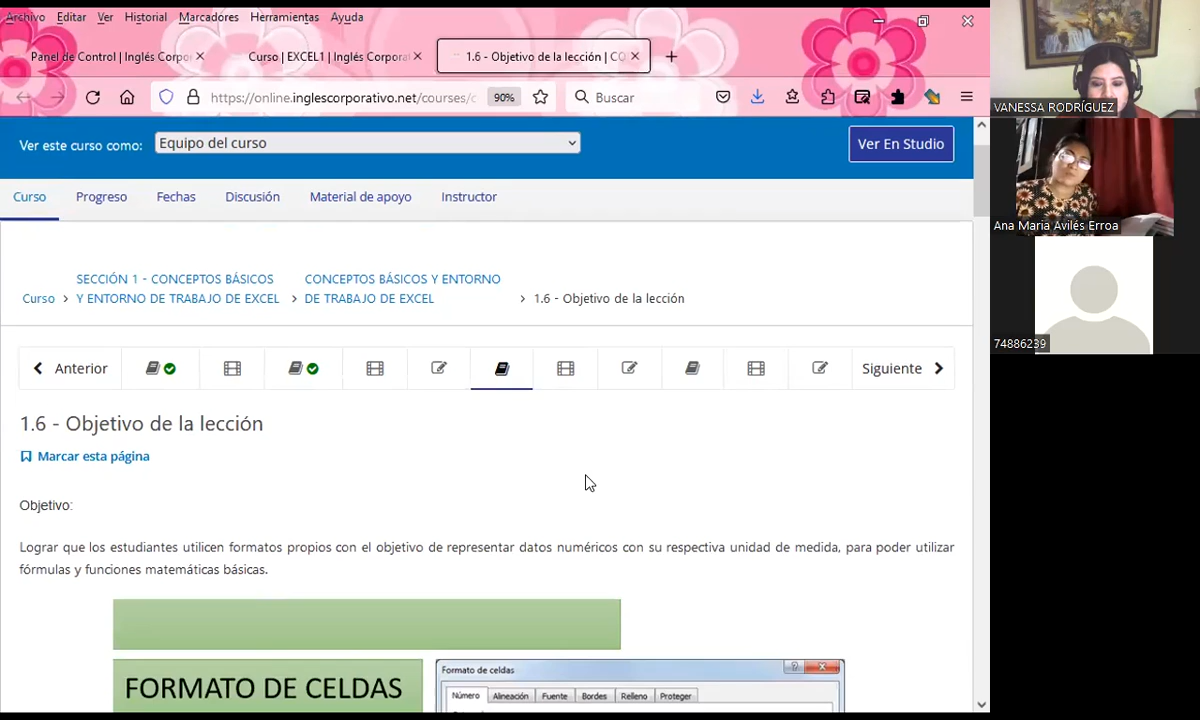 Archivo Editar Ver Historial Marcadores Herramientas Ayuda
Panel de Control | Inglés Corpo
Curso | EXCEL1 | Inglés Corpora
1.6 - Objetivo de la lección | CO
https://online.inglescorporativo.net/courses/c
90%
Buscar
Ver este curso como:
Equipo del curso
Ver En Studio
Curso
Progreso
Fechas
Discusión
Material de apoyo
Instructor
Curso > SECCIÓN 1 - CONCEPTOS BÁSICOS
Y ENTORNO DE TRABAJO DE EXCEL
> CONCEPTOS BÁSICOS Y ENTORNO
DE TRABAJO DE EXCEL
> 1.6 - Objetivo de la lección
Anterior
Siguiente
1.6 - Objetivo de la lección
Marcar esta página
Objetivo:
Lograr que los estudiantes utilicen formatos propios con el objetivo de representar datos numéricos con su respectiva unidad de medida, para poder utilizar
fórmulas y funciones matemáticas básicas.
FORMATO DE CELDAS
Formato de celdas
Número Alineación Fuente Bordes Relleno Proteger
VANESSA RODRÍGUEZ
Ana Maria Avilés Erroa
74886239